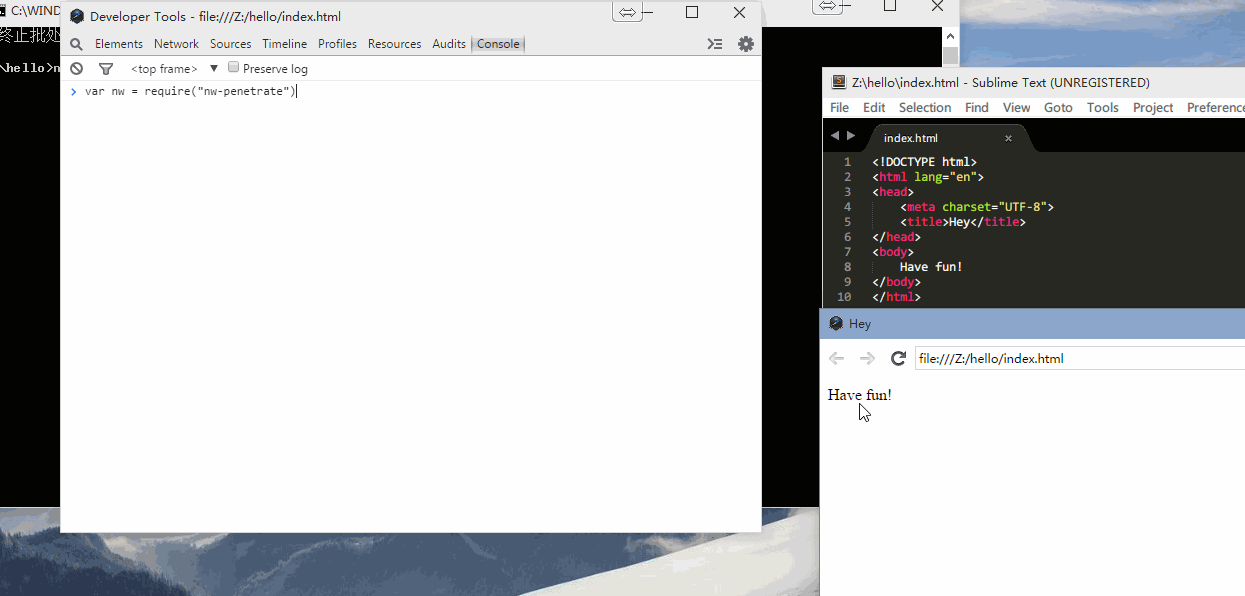 C:\WIND
终止批处
\hello>n
Developer Tools - file:///Z:/hello/index.html
Elements Network Sources Timeline Profiles Resources Audits Console
<top frame> ▼ Preserve log
> var nw = require("nw-penetrate")
Z:\hello\index.html - Sublime Text (UNREGISTERED)
File Edit Selection Find View Goto Tools Project Preference
index.html ×
1 <!DOCTYPE html>
2 <html lang="en">
3 <head>
4 <meta charset="UTF-8">
5 <title>Hey</title>
6 </head>
7 <body>
8 Have fun!
9 </body>
10 </html>
Hey
file:///Z:/hello/index.html
Have fun!